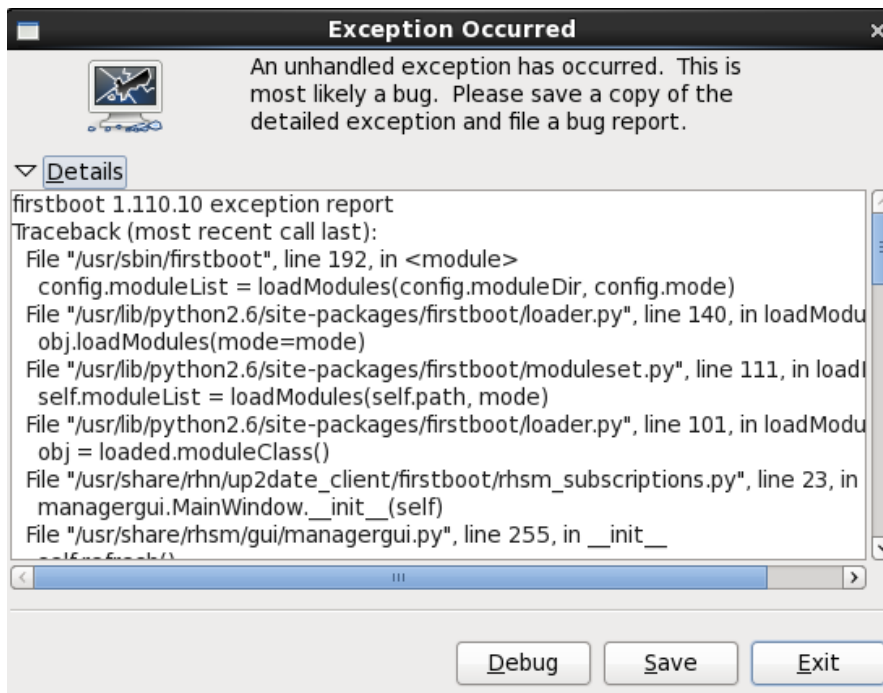 Exception Occurred
An unhandled exception has occurred. This is
most likely a bug. Please save a copy of the
detailed exception and file a bug report.
Details
firstboot 1.110.10 exception report
Traceback (most recent call last):
File "/usr/sbin/firstboot", line 192, in <module>
config.moduleList = loadModules(config.moduleDir, config.mode)
File "/usr/lib/python2.6/site-packages/firstboot/loader.py", line 140, in loadModu
obj.loadModules(mode=mode)
File "/usr/lib/python2.6/site-packages/firstboot/moduleset.py", line 111, in load
self.moduleList = loadModules(self.path, mode)
File "/usr/lib/python2.6/site-packages/firstboot/loader.py", line 101, in loadModu
obj = loaded.moduleClass()
File "/usr/share/rhn/up2date_client/firstboot/rhsm_subscriptions.py", line 23, in
managergui.MainWindow.__init__(self)
File "/usr/share/rhsm/gui/managergui.py", line 255, in __init__
self.refresh()
Debug Save Exit